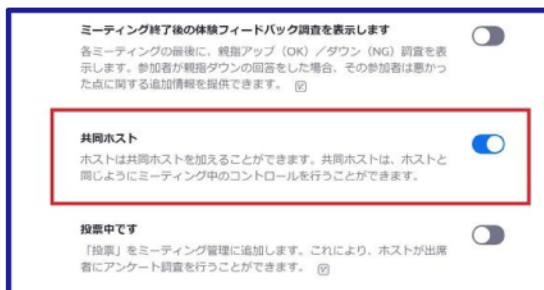 ミーティング終了後の体験フィードバック調査を表示します
各ミーティングの最後に、親指アップ（OK）／ダウン（NG）調査を表
示します。参加者が親指ダウンの回答をした場合、その参加者は悪かっ
た点に関する追加情報を提供できます。
共同ホスト
ホストは共同ホストを加えることができます。共同ホストは、ホストと
同じようにミーティング中のコントロールを行うことができます。
投票中です
「投票」をミーティング管理に追加します。これにより、ホストが出席
者にアンケート調査を行うことができます。